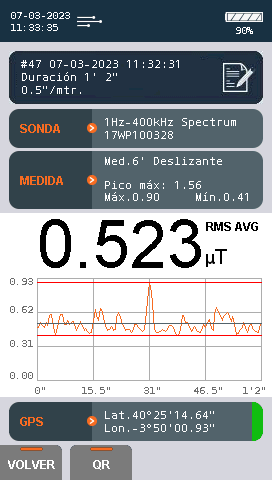 07-03-2023
11:33:35
90%
#47 07-03-2023 11:32:31
Duración 1' 2"
0.5"/mtr.
SONDA
1Hz-400kHz Spectrum
17WP100328
MEDIDA
Med.6' Deslizante
Pico máx: 1.56
Máx.0.90 Mín.0.41
0.523 RMS AVG
µT
0.93
0.62
0.31
0.00
0" 15.5" 31" 46.5" 1'2"
GPS
Lat.40°25'14.64"
Lon.-3°50'00.93"
VOLVER QR